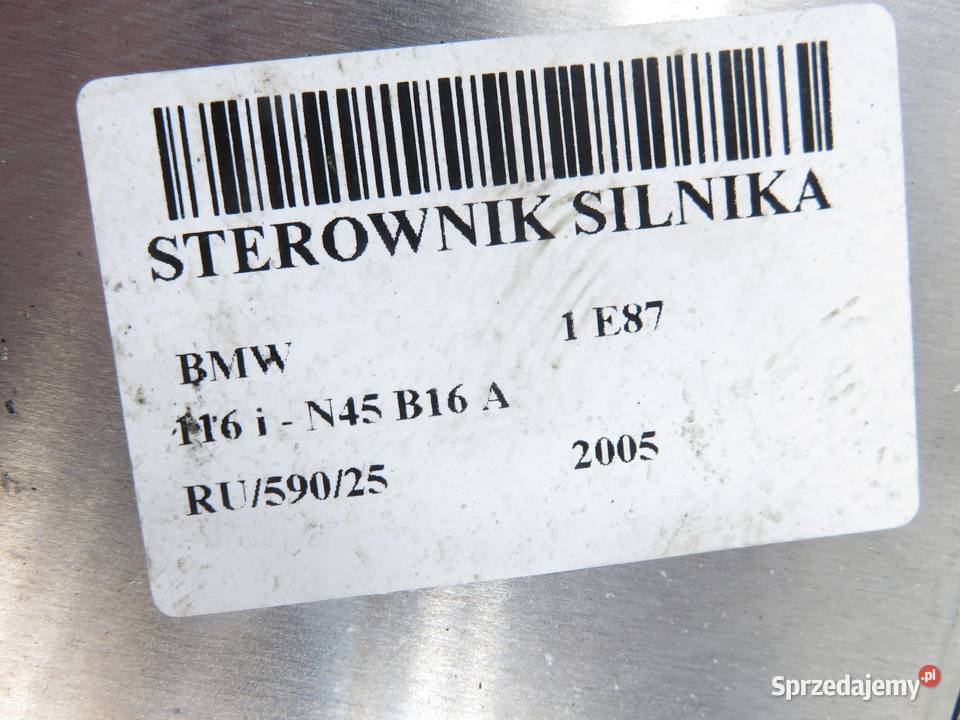 STEROWNIK SILNIKA
BMW 1 E87
116 i - N45 B16 A
RU/590/25 2005
Sprzedajemy.pl